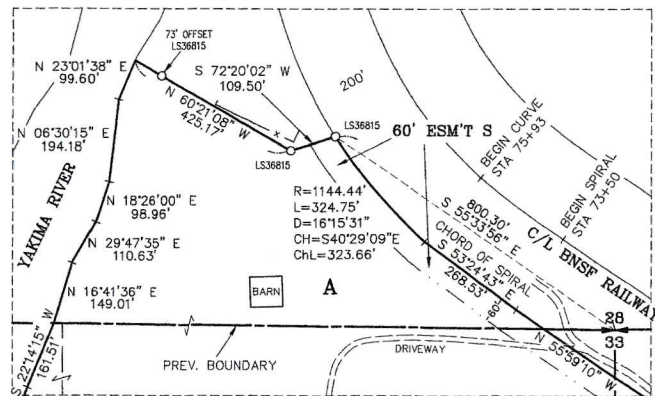 73' OFFSET
LS36815
N 23°01'38" E
99.60'
S 72°20'02" W
109.50'
200'
N 60°21'08" W
425.17'
x
LS36815
LS36815
60' ESM'T S
N 06°30'15" E
194.18'
YAKIMA RIVER
N 18°26'00" E
98.96'
N 29°47'35" E
110.63'
N 16°41'36" E
149.01'
S 22°14'15" W
161.51'
R=1144.44'
L=324.75'
D=16°15'31"
CH=S40°29'09"E
ChL=323.66'
BEGIN CURVE
STA 75+93
BEGIN SPIRAL
STA 73+50
800.30'
S 55°33'56" E
C/L BNSF RAILWAY
CHORD OF SPIRAL
S 53°24'43" E
268.53'
60'
BARN
A
28
33
N 55°59'10" W
PREV. BOUNDARY
DRIVEWAY